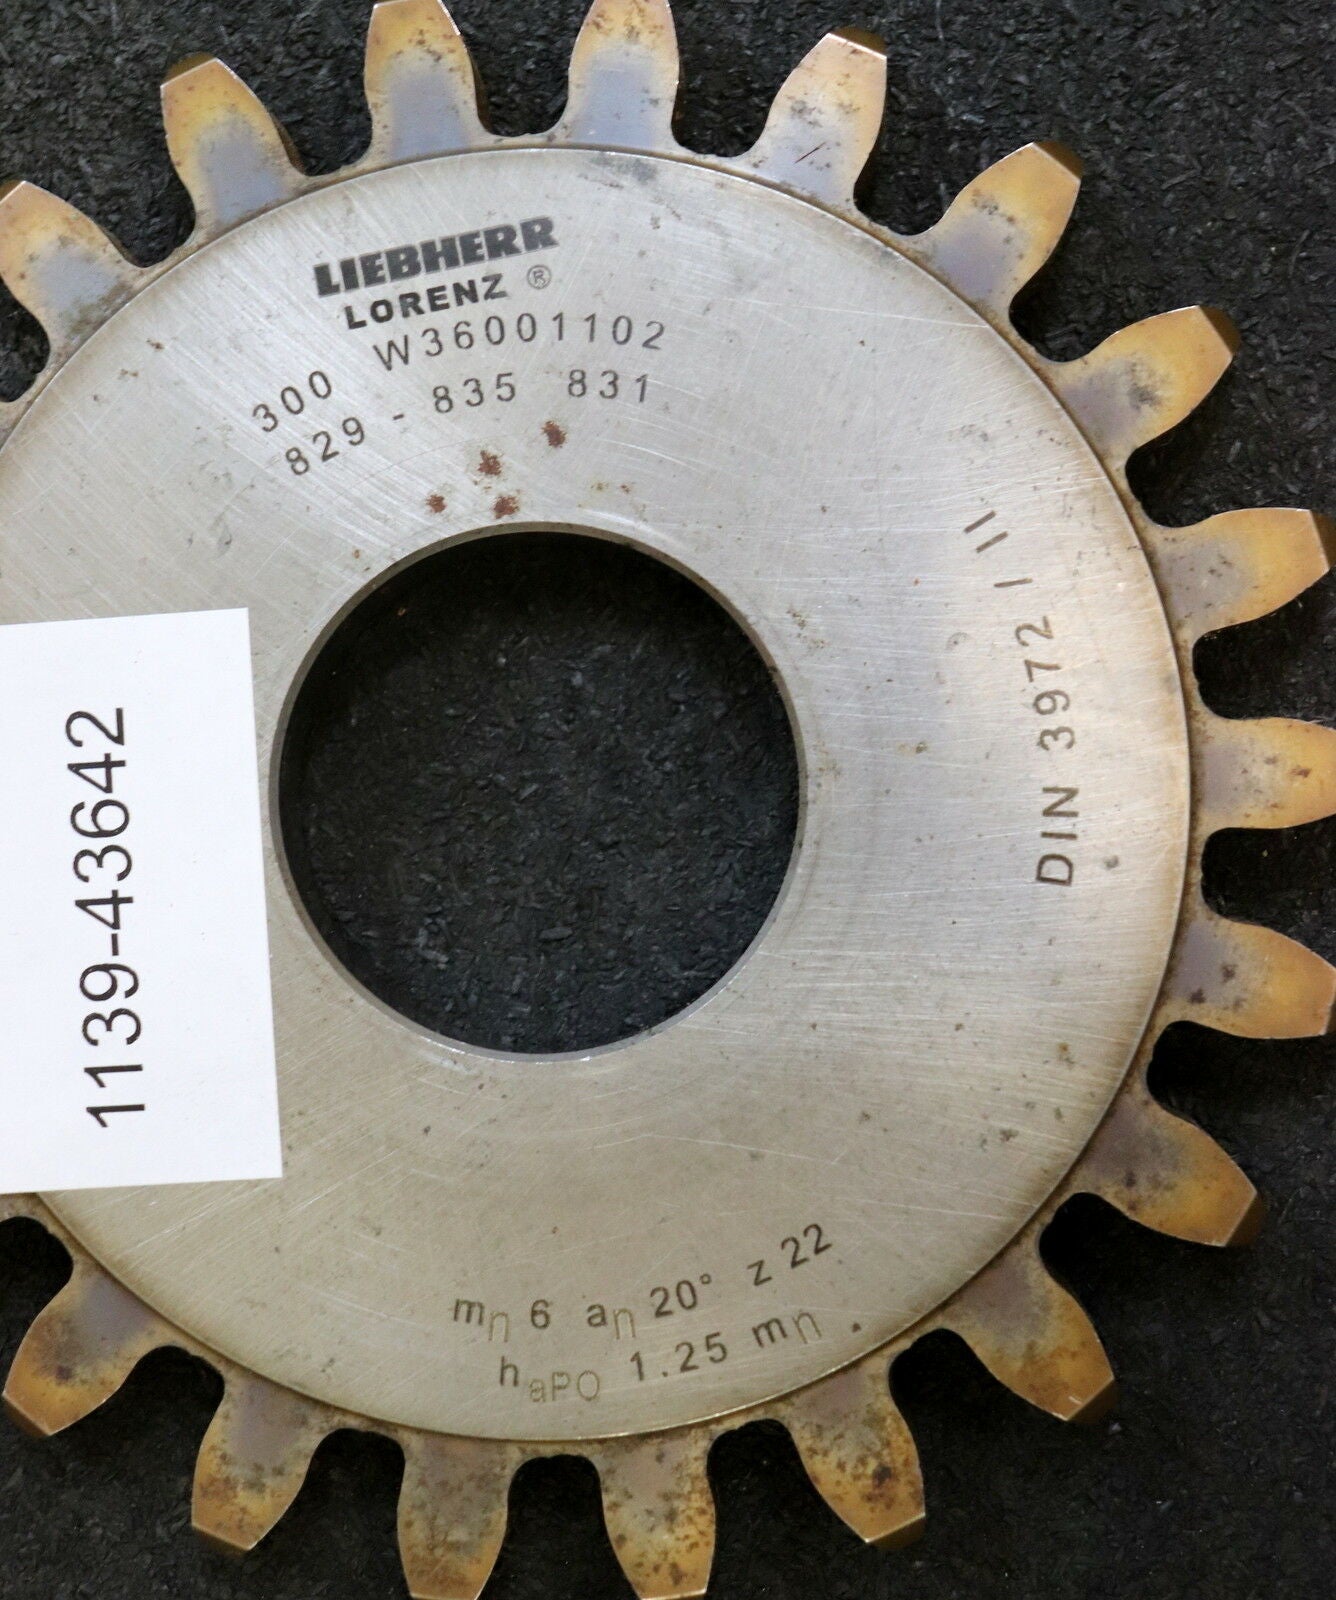 LIEBHERR
LORENZ ®
300 W36001102
829 - 835 831
DIN 3972 I II
1139-43642
mn 6 an 20° z 22
haPO 1.25 mn